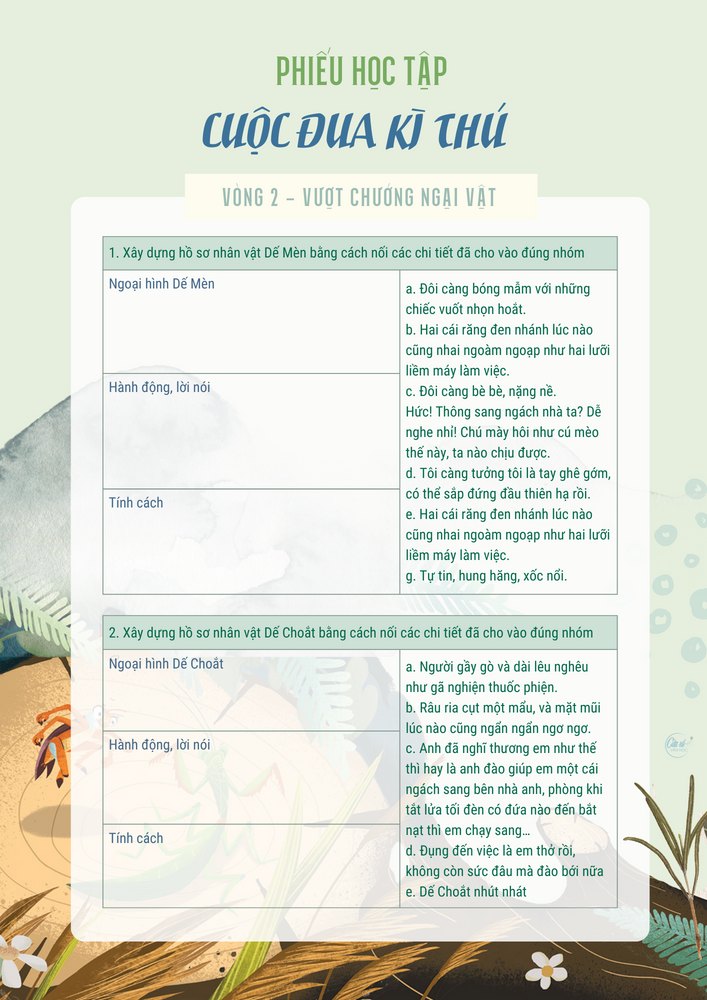 PHIẾU HỌC TẬP
CUỘC ĐUA KÌ THÚ
VÒNG 2 – VƯỢT CHƯỚNG NGẠI VẬT
1. Xây dựng hồ sơ nhân vật Dế Mèn bằng cách nối các chi tiết đã cho vào đúng nhóm
Ngoại hình Dế Mèn
Hành động, lời nói
Tính cách
a. Đôi càng bóng mẫm với những
chiếc vuốt nhọn hoắt.
b. Hai cái răng đen nhánh lúc nào
cũng nhai ngoàm ngoạp như hai lưỡi
liềm máy làm việc.
c. Đôi càng bè bè, nặng nề.
Hức! Thông sang ngách nhà ta? Dễ
nghe nhỉ! Chú mày hôi như cú mèo
thế này, ta nào chịu được.
d. Tôi càng tưởng tôi là tay ghê gớm,
có thể sắp đứng đầu thiên hạ rồi.
e. Hai cái răng đen nhánh lúc nào
cũng nhai ngoàm ngoạp như hai lưỡi
liềm máy làm việc.
g. Tự tin, hung hăng, xốc nổi.
2. Xây dựng hồ sơ nhân vật Dế Choắt bằng cách nối các chi tiết đã cho vào đúng nhóm
Ngoại hình Dế Choắt
Hành động, lời nói
Tính cách
a. Người gầy gò và dài lêu nghêu
như gã nghiện thuốc phiện.
b. Râu ria cụt một mẩu, và mặt mũi
lúc nào cũng ngẩn ngẩn ngơ ngơ.
c. Anh đã nghĩ thương em như thế
thì hay là anh đào giúp em một cái
ngách sang bên nhà anh, phòng khi
tắt lửa tối đèn có đứa nào đến bắt
nạt thì em chạy sang...
d. Đụng đến việc là em thở rồi,
không còn sức đâu mà đào bới nữa
e. Dế Choắt nhút nhát